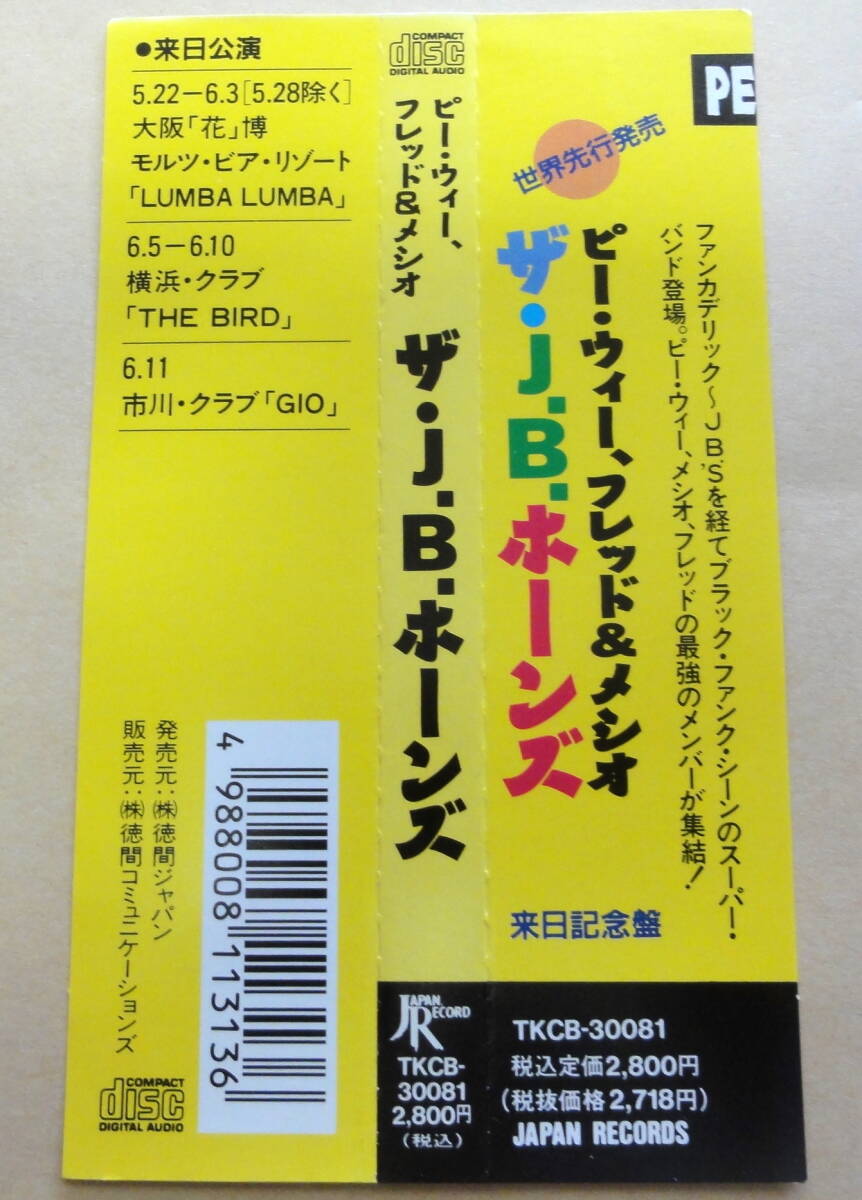 ●来日公演
5.22-6.3[5.28除く]
大阪「花」博
モルツ・ビア・リゾート
「LUMBA LUMBA」
6.5-6.10
横浜・クラブ
「THE BIRD」
6.11
市川・クラブ「GIO」
発売元:㈱徳間ジャパン
販売元:㈱徳間コミュニケーションズ
4 988008 113136
COMPACT
disc
DIGITAL AUDIO
COMPACT
disc
DIGITAL AUDIO
ピー・ウィー、
フレッド&メシオ
ザ・J.B.ホーンズ
JAPAN RECORD
TKCB-
30081
2,800円
(税込)
PE
世界先行発売
ファンカデリック〜J.B.'Sを経てブラック・ファンク・シーンのスーパー・
バンド登場。ピー・ウィー、メシオ、フレッドの最強のメンバーが集結!
ピー・ウィー、フレッド&メシオ
ザ・J.B.ホーンズ
来日記念盤
TKCB-30081
税込定価2,800円
(税抜価格2,718円)
JAPAN RECORDS